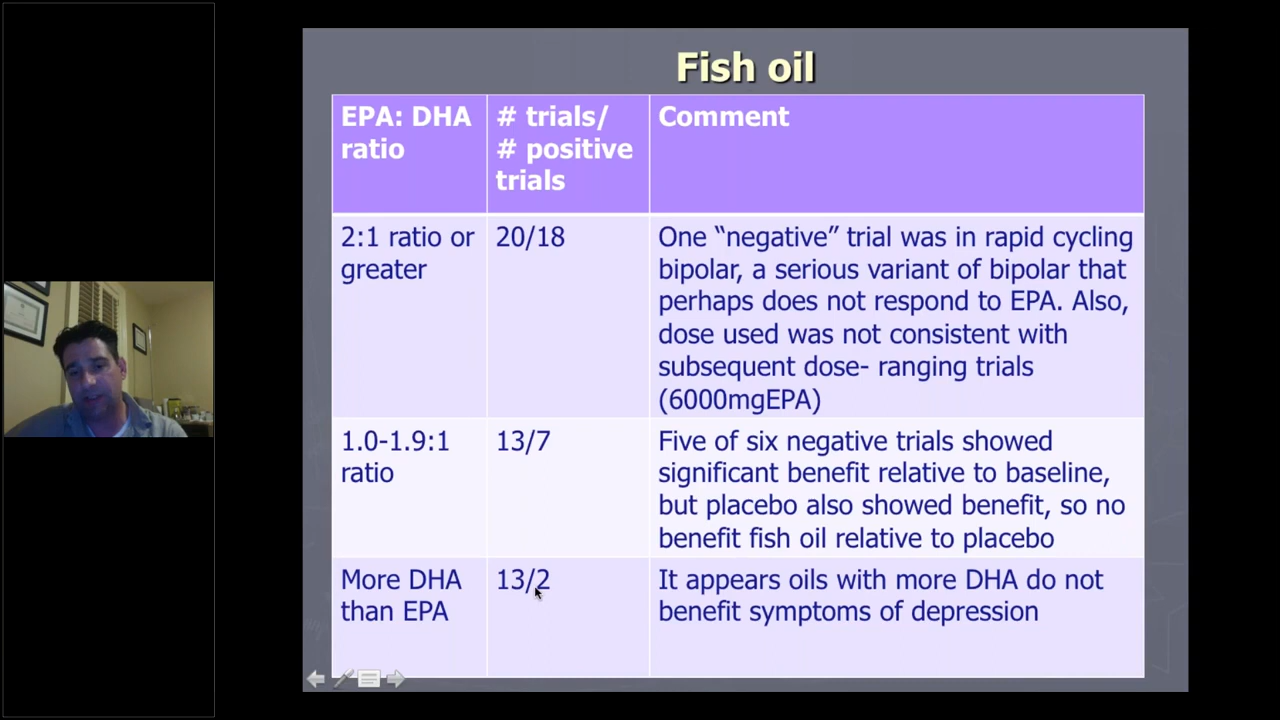 Fish oil
EPA: DHA
ratio
# trials/
# positive
trials
Comment
2:1 ratio or
greater
20/18
One “negative” trial was in rapid cycling
bipolar, a serious variant of bipolar that
perhaps does not respond to EPA. Also,
dose used was not consistent with
subsequent dose- ranging trials
(6000mgEPA)
1.0-1.9:1
ratio
13/7
Five of six negative trials showed
significant benefit relative to baseline,
but placebo also showed benefit, so no
benefit fish oil relative to placebo
More DHA
than EPA
13/2
It appears oils with more DHA do not
benefit symptoms of depression